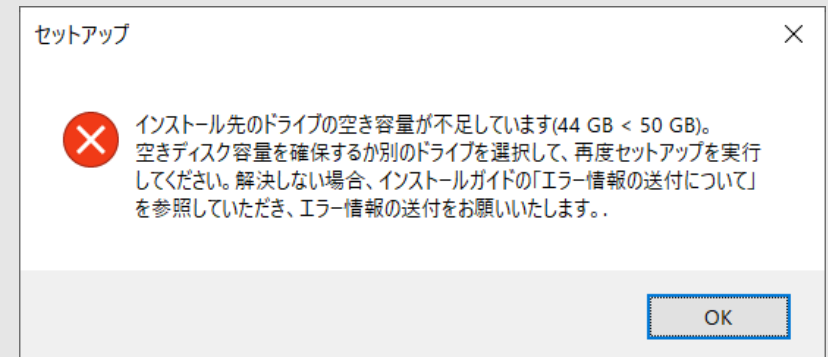 セットアップ
インストール先のドライブの空き容量が不足しています(44 GB < 50 GB)。
空きディスク容量を確保するか別のドライブを選択して、再度セットアップを実行
してください。解決しない場合、インストールガイドの「エラー情報の送付について」
を参照していただき、エラー情報の送付をお願いいたします。.
OK